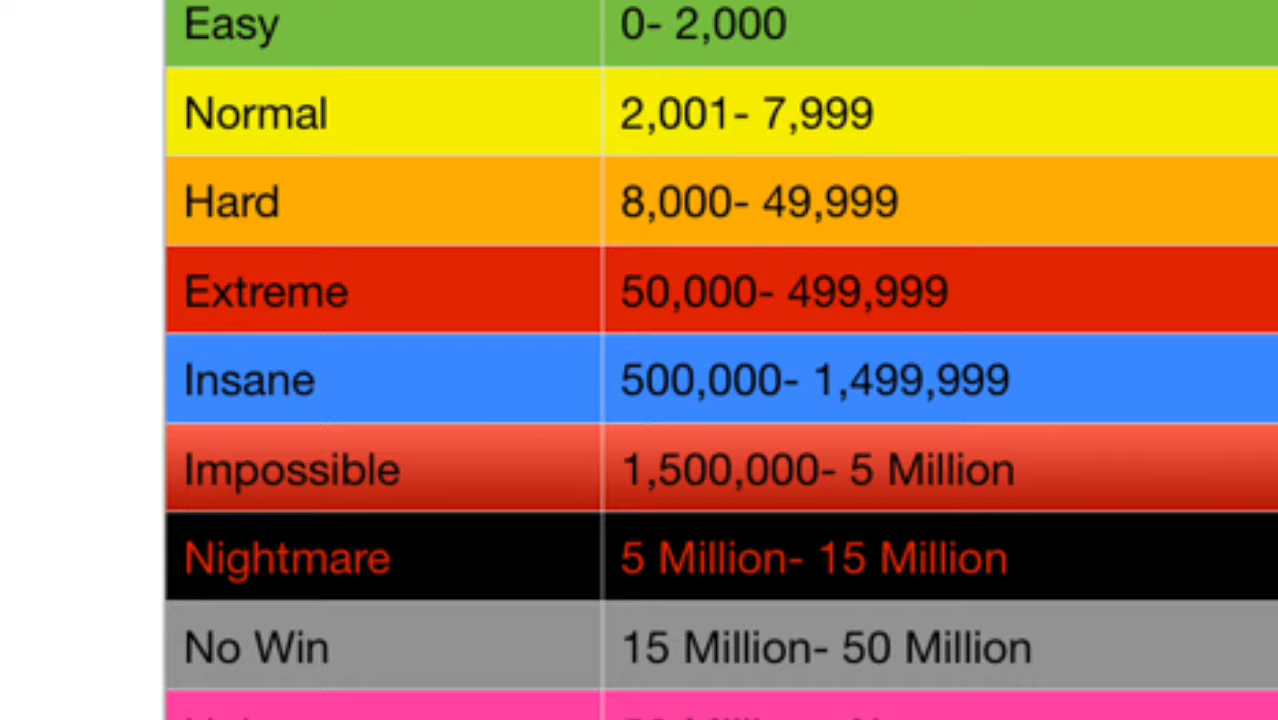 Easy 0- 2,000
Normal 2,001- 7,999
Hard 8,000- 49,999
Extreme 50,000- 499,999
Insane 500,000- 1,499,999
Impossible 1,500,000- 5 Million
Nightmare 5 Million- 15 Million
No Win 15 Million- 50 Million